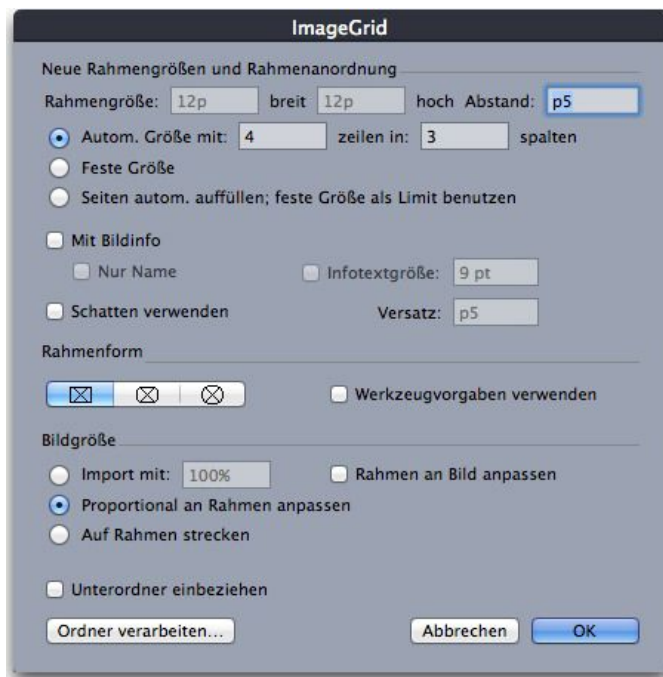 ImageGrid
Neue Rahmengrößen und Rahmenanordnung
Rahmengröße: 12p breit 12p hoch Abstand: p5
Autom. Größe mit: 4 zeilen in: 3 spalten
Feste Größe
Seiten autom. auffüllen; feste Größe als Limit benutzen
Mit Bildinfo
Nur Name Infotextgröße: 9 pt
Schatten verwenden Versatz: p5
Rahmenform
Werkzeugvorgaben verwenden
Bildgröße
Import mit: 100% Rahmen an Bild anpassen
Proportional an Rahmen anpassen
Auf Rahmen strecken
Unterordner einbeziehen
Ordner verarbeiten... Abbrechen OK